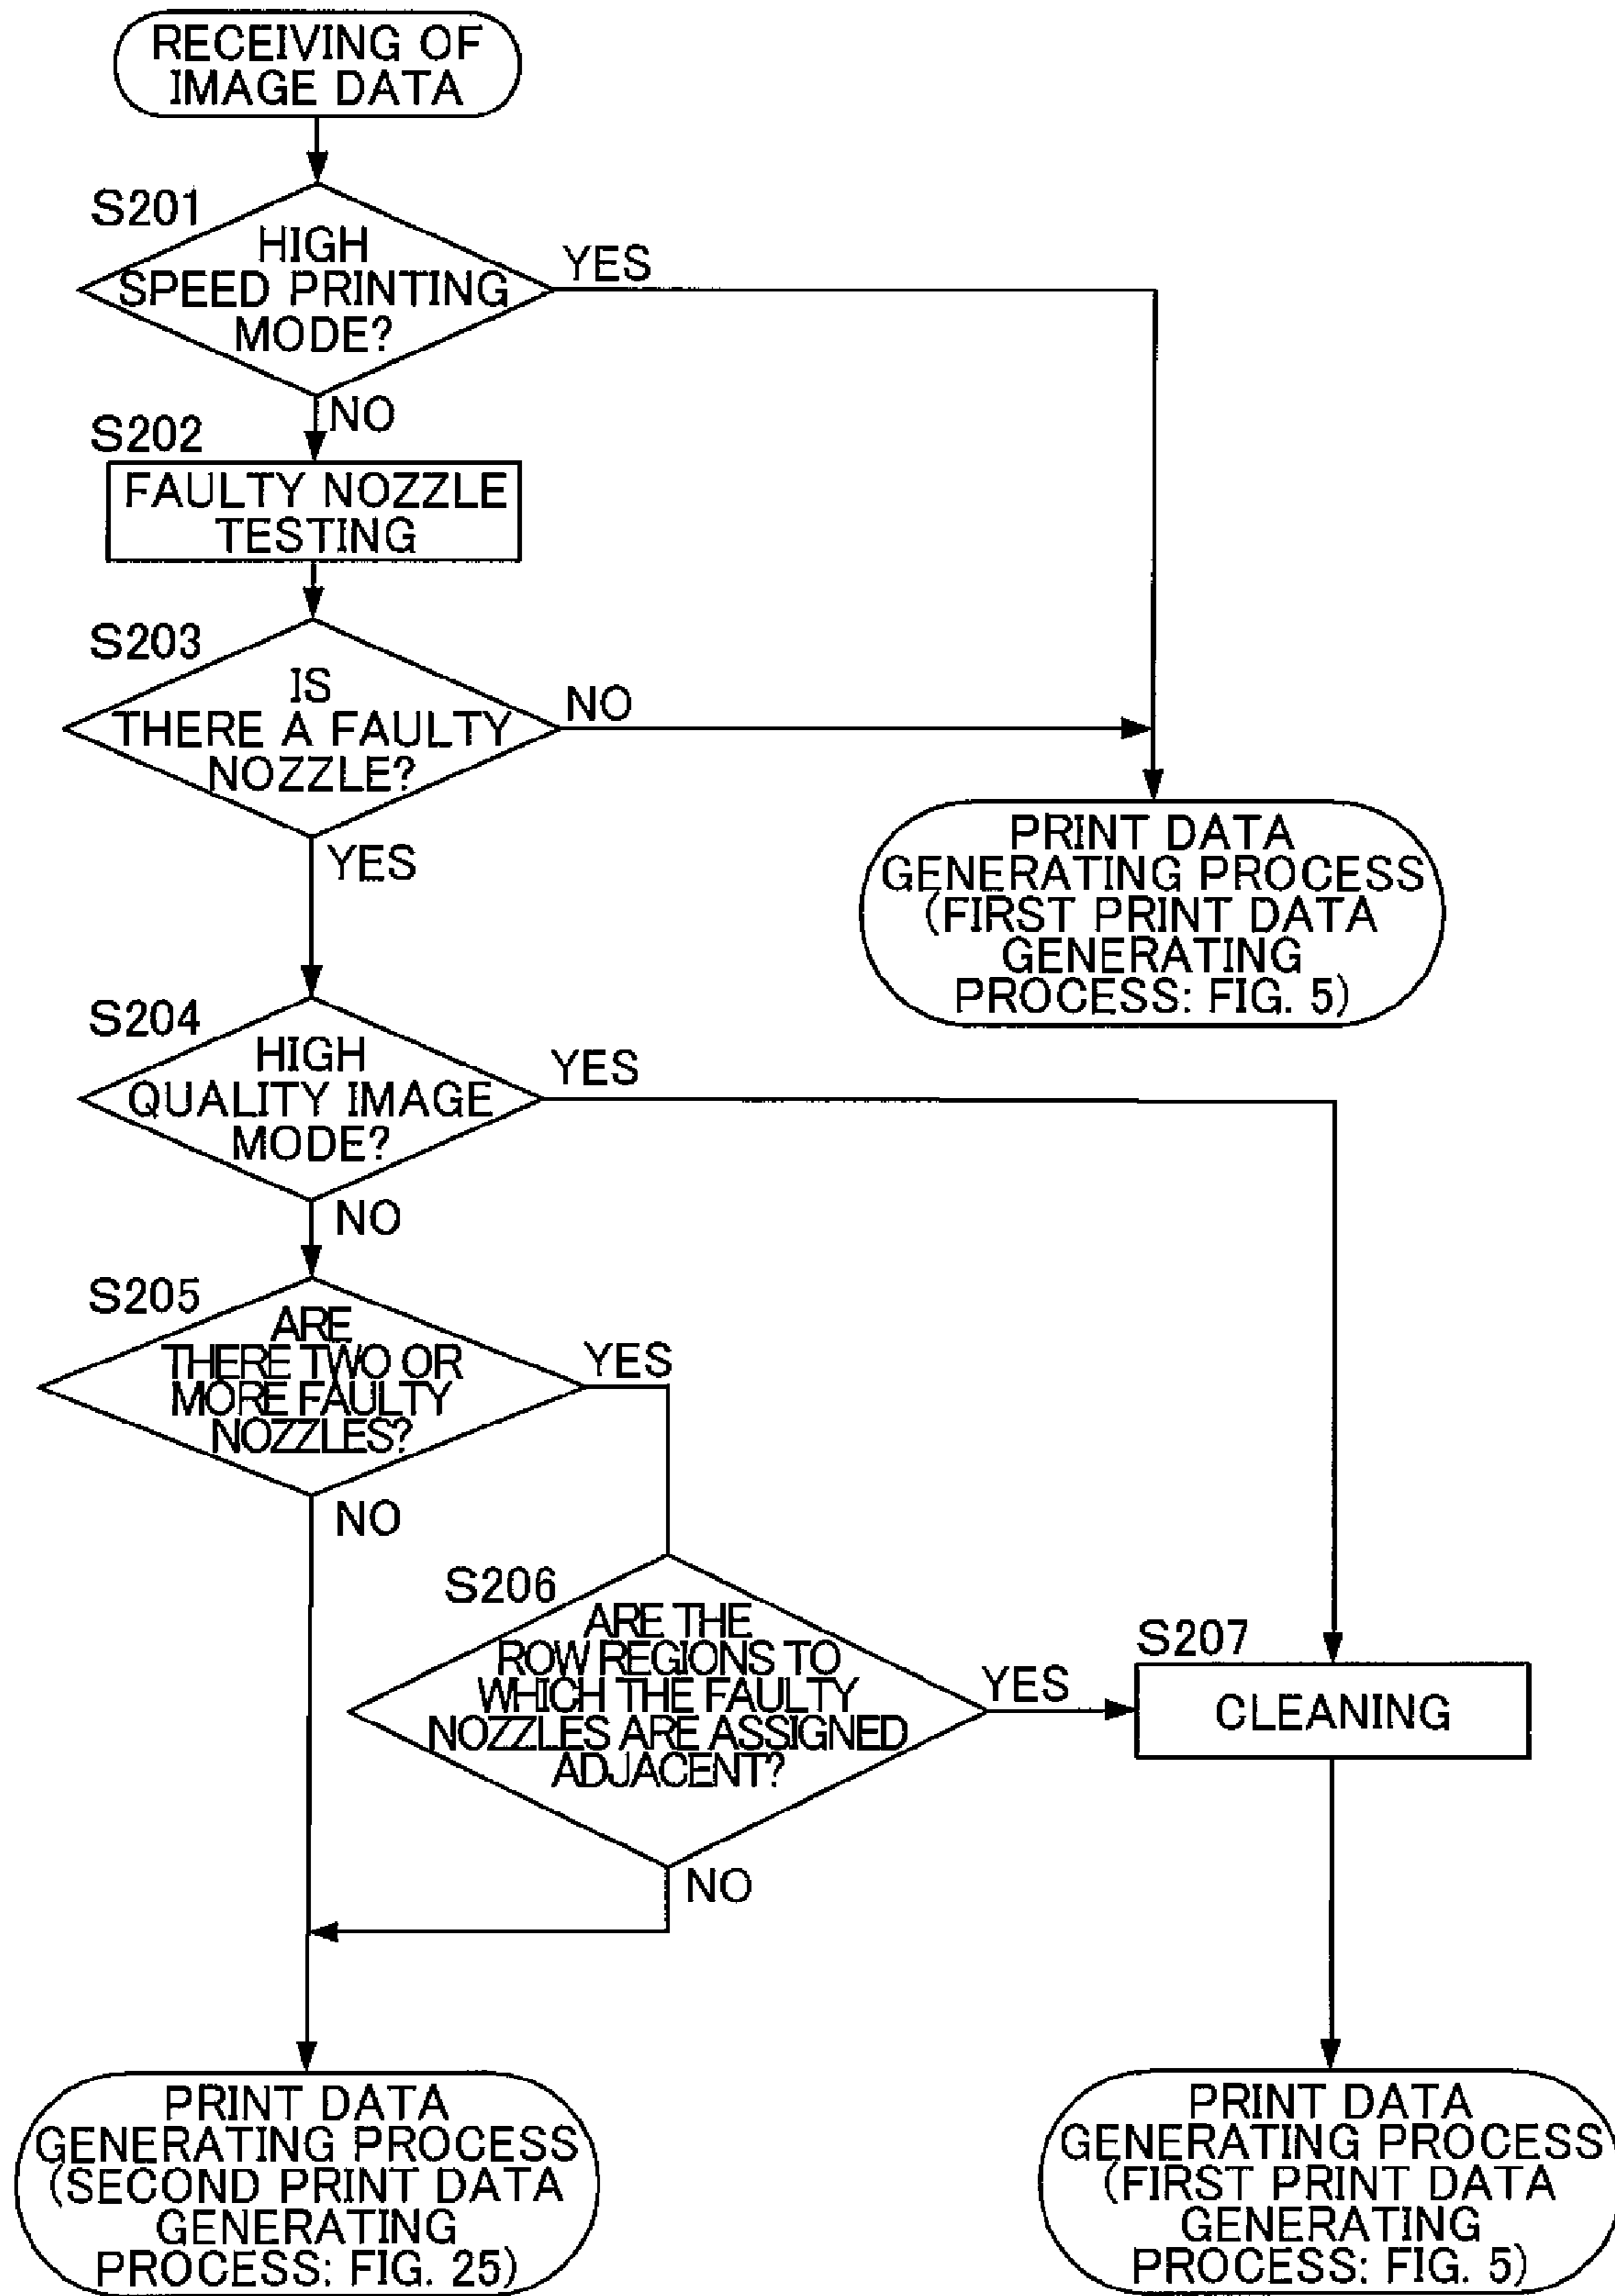 RECEIVING OF
IMAGE DATA
S201
HIGH
SPEED PRINTING
MODE?
YES
NO
S202
FAULTY NOZZLE
TESTING
S203
IS
THERE A FAULTY
NOZZLE?
NO
YES
PRINT DATA
GENERATING PROCESS
(FIRST PRINT DATA
GENERATING
PROCESS: FIG. 5)
S204
HIGH
QUALITY IMAGE
MODE?
YES
NO
S205
ARE
THERE TWO OR
MORE FAULTY
NOZZLES?
YES
NO
S206
ARE THE
ROW REGIONS TO
WHICH THE FAULTY
NOZZLES ARE ASSIGNED
ADJACENT?
YES
NO
S207
CLEANING
PRINT DATA
GENERATING PROCESS
(SECOND PRINT DATA
GENERATING
PROCESS: FIG. 25)
PRINT DATA
GENERATING PROCESS
(FIRST PRINT DATA
GENERATING
PROCESS: FIG. 5)